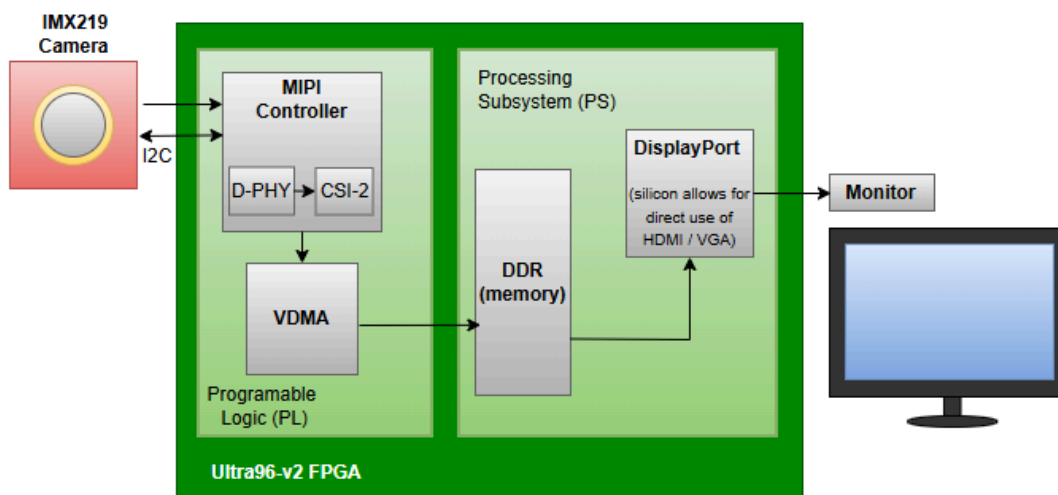 IMX219
Camera
I2C
MIPI
Controller
D-PHY
CSI-2
VDMA
Programable
Logic (PL)
Processing
Subsystem (PS)
DDR
(memory)
DisplayPort
(silicon allows for
direct use of
HDMI / VGA)
Monitor
Ultra96-v2 FPGA